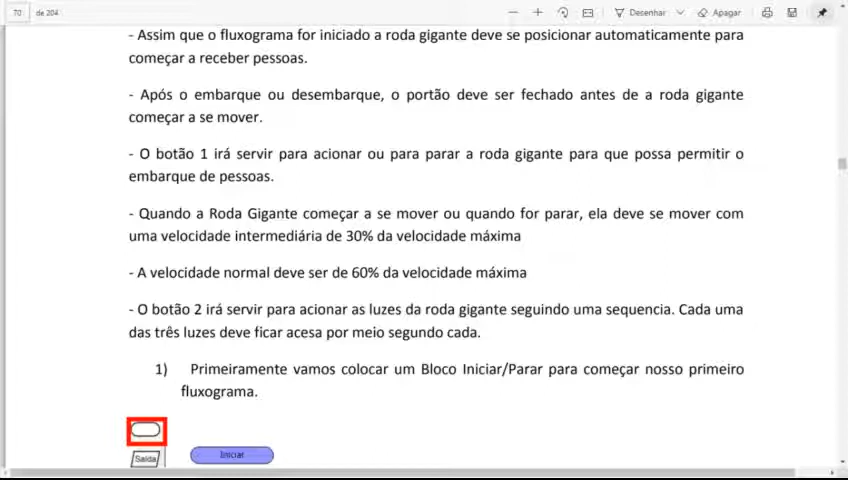 70 de 204 Desenhar Apagar
- Assim que o fluxograma for iniciado a roda gigante deve se posicionar automaticamente para
começar a receber pessoas.
- Após o embarque ou desembarque, o portão deve ser fechado antes de a roda gigante
começar a se mover.
- O botão 1 irá servir para acionar ou para parar a roda gigante para que possa permitir o
embarque de pessoas.
- Quando a Roda Gigante começar a se mover ou quando for parar, ela deve se mover com
uma velocidade intermediária de 30% da velocidade máxima
- A velocidade normal deve ser de 60% da velocidade máxima
- O botão 2 irá servir para acionar as luzes da roda gigante seguindo uma sequencia. Cada uma
das três luzes deve ficar acesa por meio segundo cada.
1) Primeiramente vamos colocar um Bloco Iniciar/Parar para começar nosso primeiro
fluxograma.
Saída Iniciar